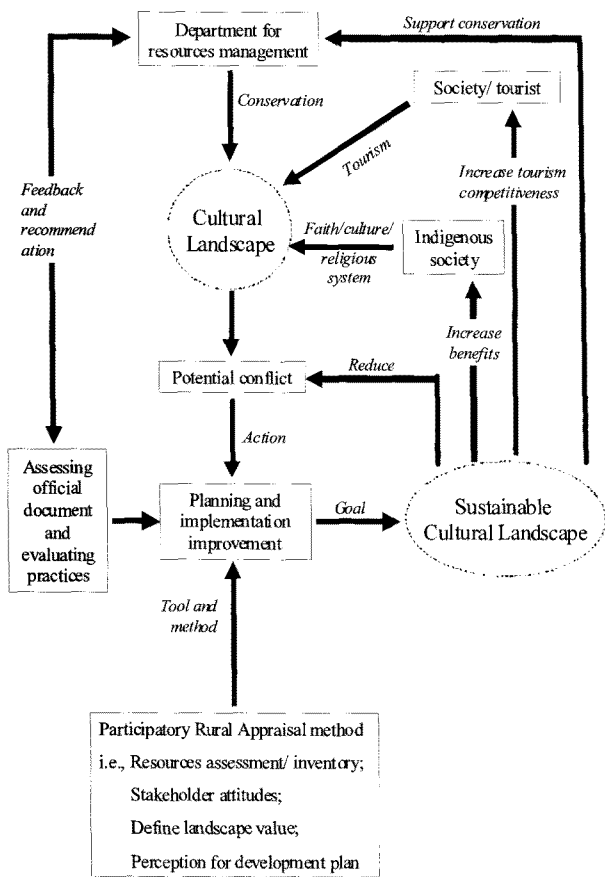 Department for
resources management
Support conservation
Conservation
Society/ tourist
Tourism
Increase tourism
competitiveness
Feedback
and
recommend
ation
Cultural
Landscape
Faith/culture/
religious
system
Indigenous
society
Increase
benefits
Potential conflict
Reduce
Action
Assessing
official
document
and
evaluating
practices
Planning and
implementation
improvement
Goal
Sustainable
Cultural Landscape
Tool and
method
Participatory Rural Appraisal method
i.e., Resources assessment/ inventory;
Stakeholder attitudes;
Define landscape value;
Perception for development plan